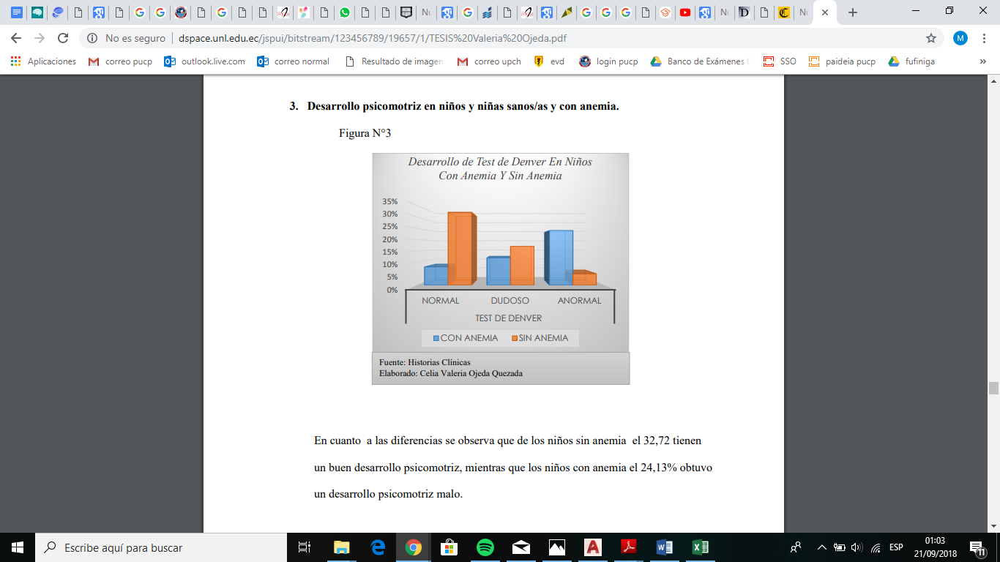 Nu
Nu
Nu
No es seguro | dspace.unl.edu.ec/jspui/bitstream/123456789/19657/1/TESIS%20Valeria%20Ojeda.pdf
M
Aplicaciones correo pucp outlook.live.com correo normal Resultado de imagen correo upch evd login pucp Banco de Exámenes C SSO paideia pucp fufiniga »
3. Desarrollo psicomotriz en niños y niñas sanos/as y con anemia.
Figura N°3
Desarrollo de Test de Denver En Niños
Con Anemia Y Sin Anemia
35%
30%
25%
20%
15%
10%
5%
0%
NORMAL DUDOSO ANORMAL
TEST DE DENVER
CON ANEMIA SIN ANEMIA
Fuente: Historias Clínicas
Elaborado: Celia Valeria Ojeda Quezada
En cuanto a las diferencias se observa que de los niños sin anemia el 32,72 tienen
un buen desarrollo psicomotriz, mientras que los niños con anemia el 24,13% obtuvo
un desarrollo psicomotriz malo.
Escribe aquí para buscar
ESP
01:03
21/09/2018
11